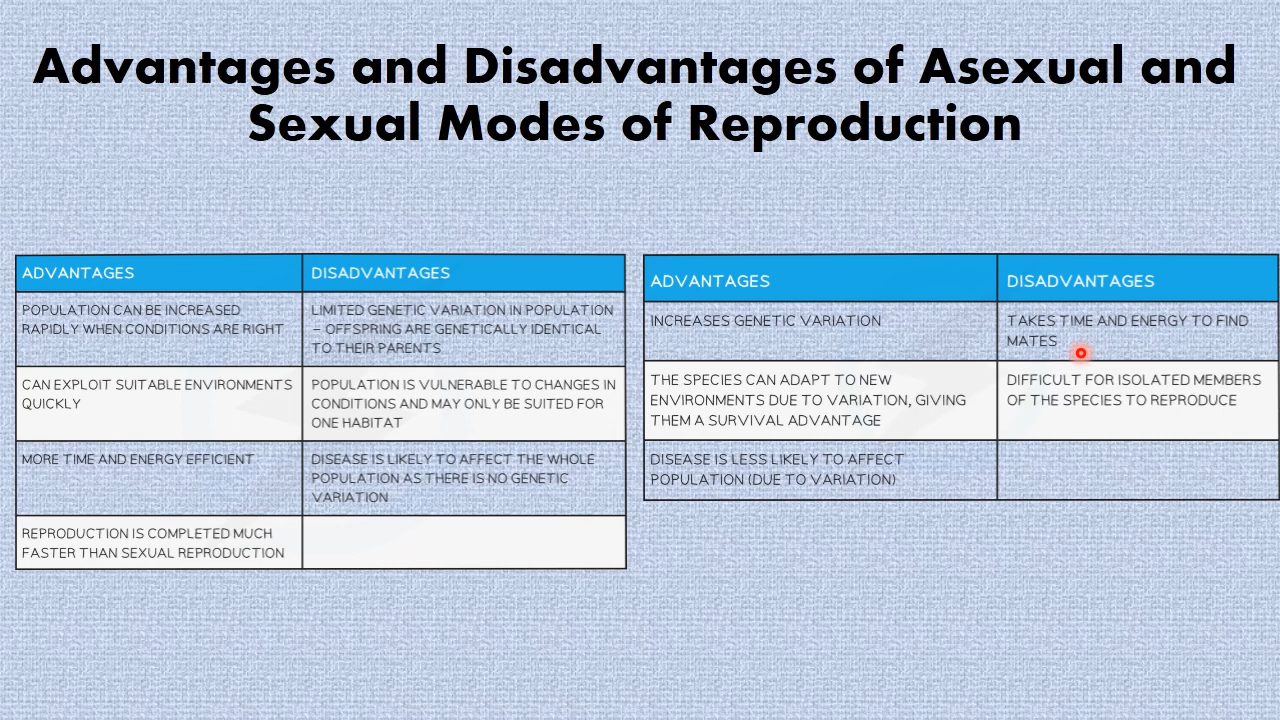 Advantages and Disadvantages of Asexual and
Sexual Modes of Reproduction
ADVANTAGES
DISADVANTAGES
POPULATION CAN BE INCREASED
RAPIDLY WHEN CONDITIONS ARE RIGHT
LIMITED GENETIC VARIATION IN POPULATION
– OFFSPRING ARE GENETICALLY IDENTICAL
TO THEIR PARENTS
CAN EXPLOIT SUITABLE ENVIRONMENTS
QUICKLY
POPULATION IS VULNERABLE TO CHANGES IN
CONDITIONS AND MAY ONLY BE SUITED FOR
ONE HABITAT
MORE TIME AND ENERGY EFFICIENT
DISEASE IS LIKELY TO AFFECT THE WHOLE
POPULATION AS THERE IS NO GENETIC
VARIATION
REPRODUCTION IS COMPLETED MUCH
FASTER THAN SEXUAL REPRODUCTION
ADVANTAGES
DISADVANTAGES
INCREASES GENETIC VARIATION
TAKES TIME AND ENERGY TO FIND
MATES
THE SPECIES CAN ADAPT TO NEW
ENVIRONMENTS DUE TO VARIATION, GIVING
THEM A SURVIVAL ADVANTAGE
DIFFICULT FOR ISOLATED MEMBERS
OF THE SPECIES TO REPRODUCE
DISEASE IS LESS LIKELY TO AFFECT
POPULATION (DUE TO VARIATION)